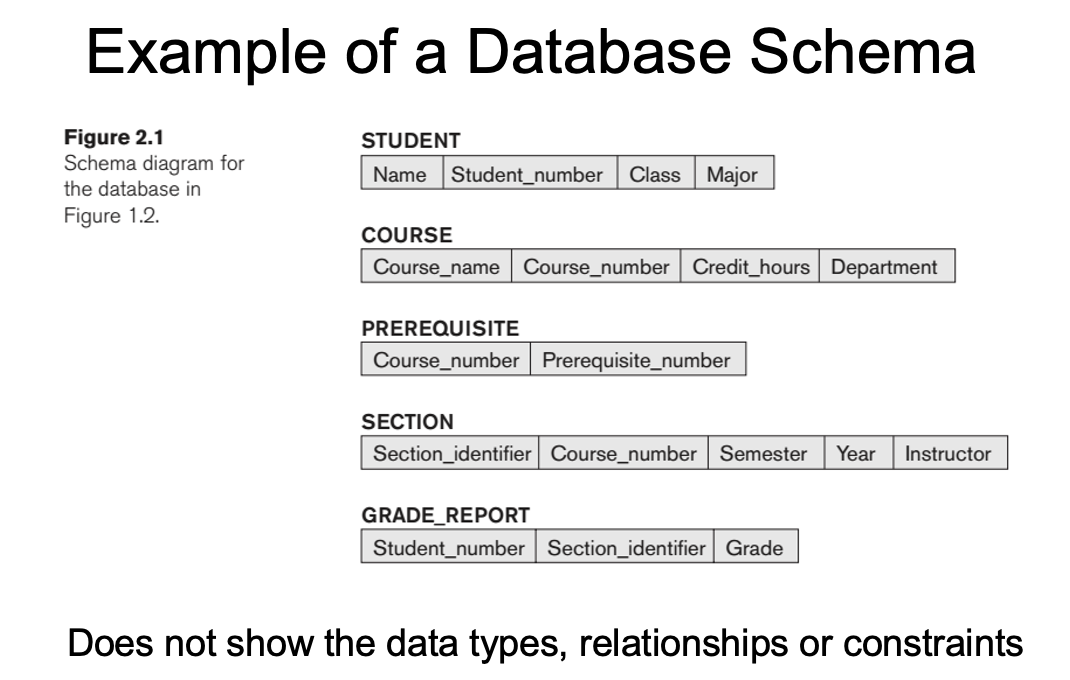 Example of a Database Schema
Figure 2.1
Schema diagram for
the database in
Figure 1.2.
STUDENT
Name Student_number Class Major
COURSE
Course_name Course_number Credit_hours Department
PREREQUISITE
Course_number Prerequisite_number
SECTION
Section_identifier Course_number Semester Year Instructor
GRADE_REPORT
Student_number Section_identifier Grade
Does not show the data types, relationships or constraints